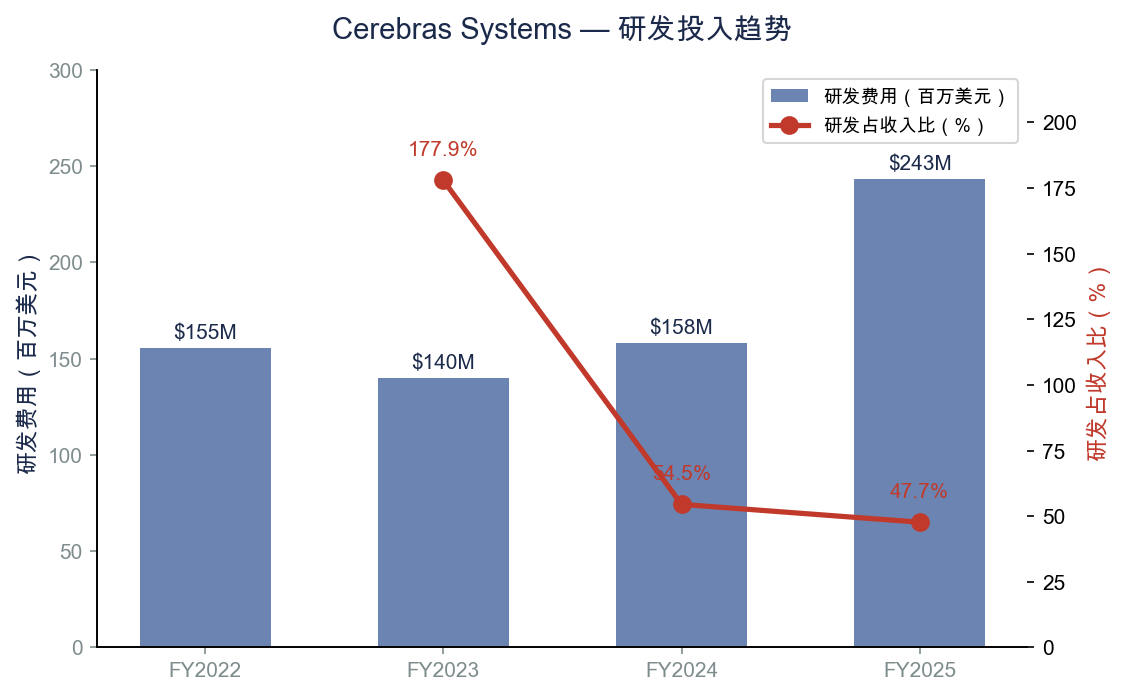 Cerebras Systems — 研发投入趋势
研发费用（百万美元）
研发占收入比（%）
300
250
200
150
100
50
0
研发费用（百万美元）
200
175
150
125
100
75
50
25
0
研发占收入比（%）
$155M
$140M
$158M
$243M
177.9%
54.5%
47.7%
FY2022
FY2023
FY2024
FY2025